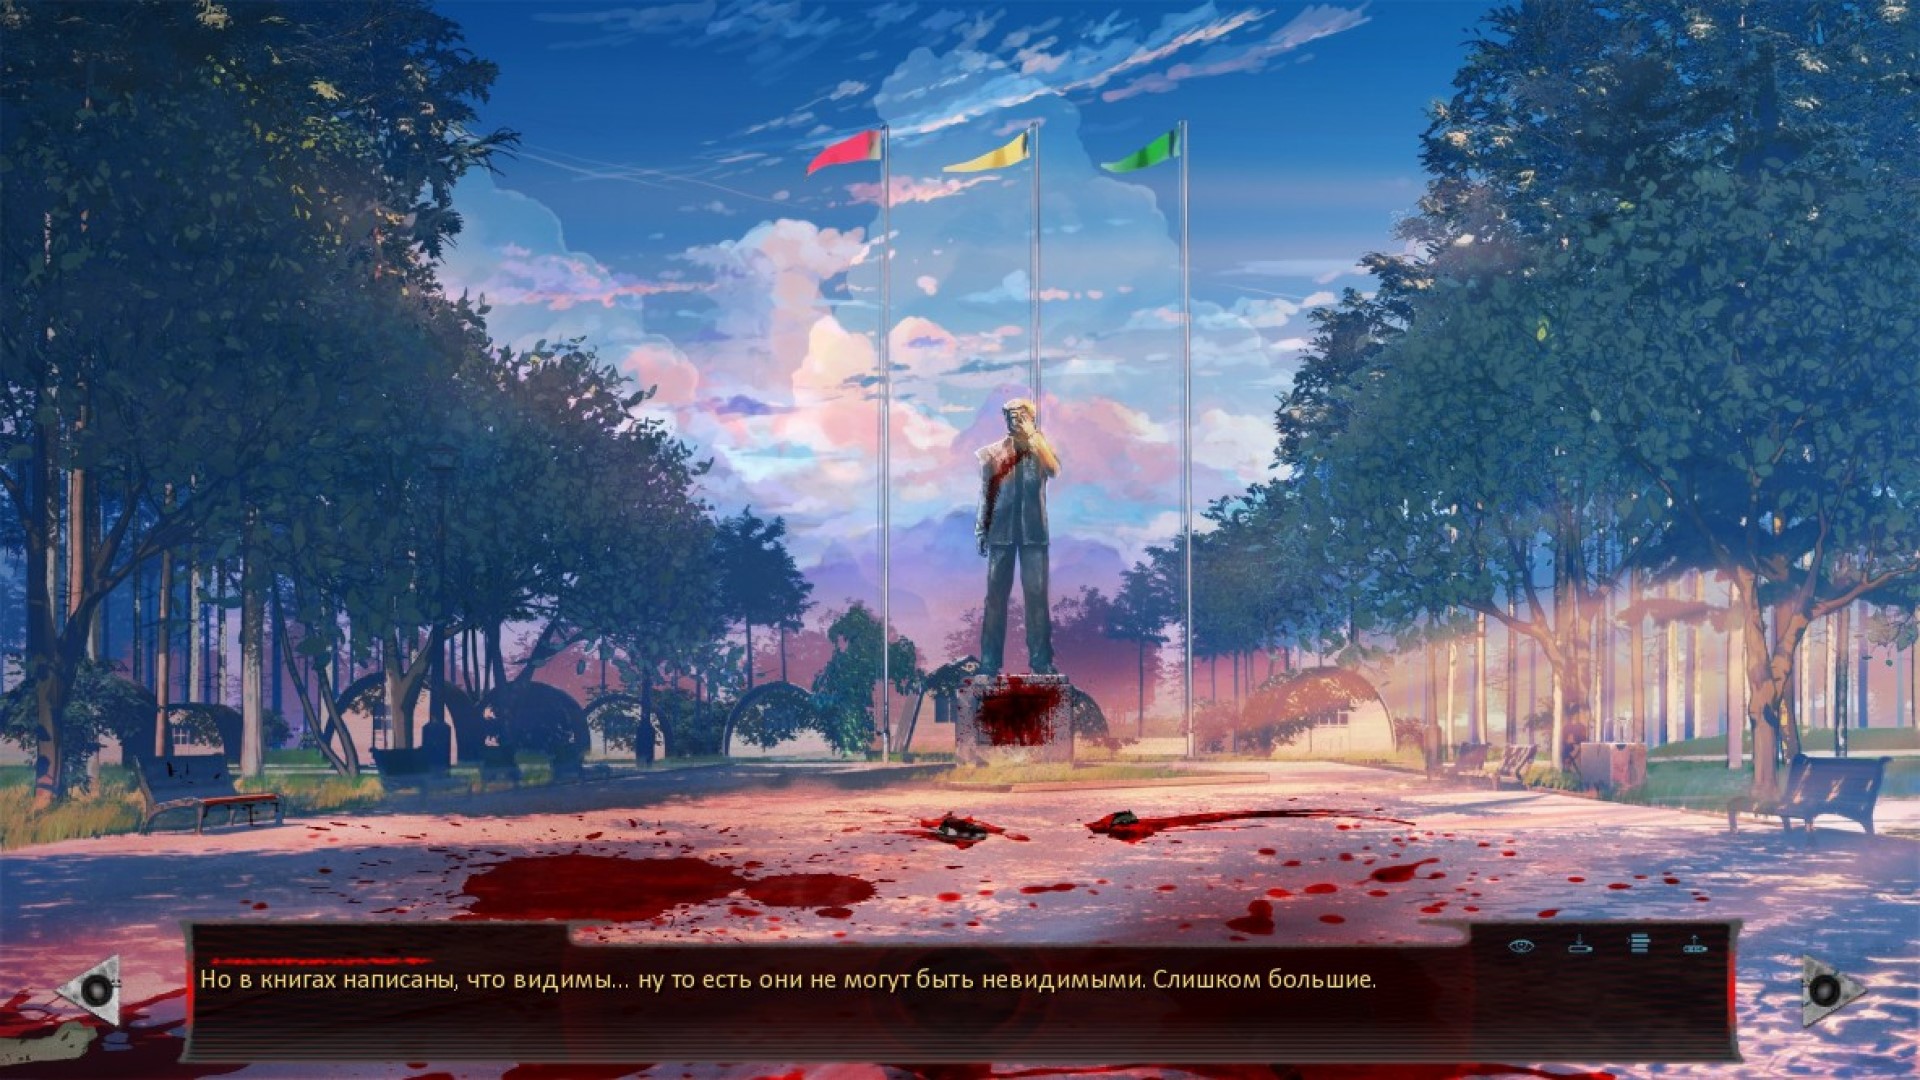 Но в книгах написаны, что видимы... ну то есть они не могут быть невидимыми. Слишком большие.